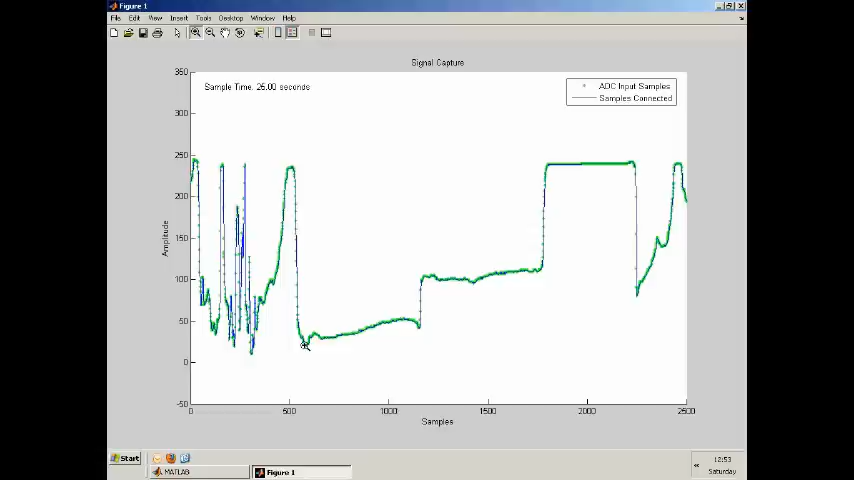 Figure 1
File Edit View Insert Tools Desktop Window Help
Signal Capture
350
300
250
200
150
100
50
0
-50
Amplitude
Sample Time: 26.00 seconds
ADC Input Samples
Samples Connected
0 500 1000 1500 2000 2500
Samples
Start
MATLAB
Figure 1
12:53
Saturday